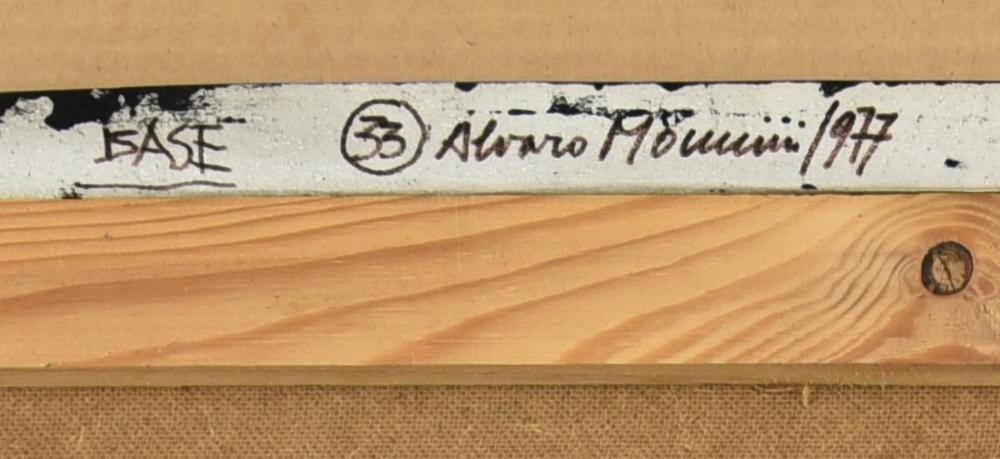 BASE 33 Alvaro Monnini/1977